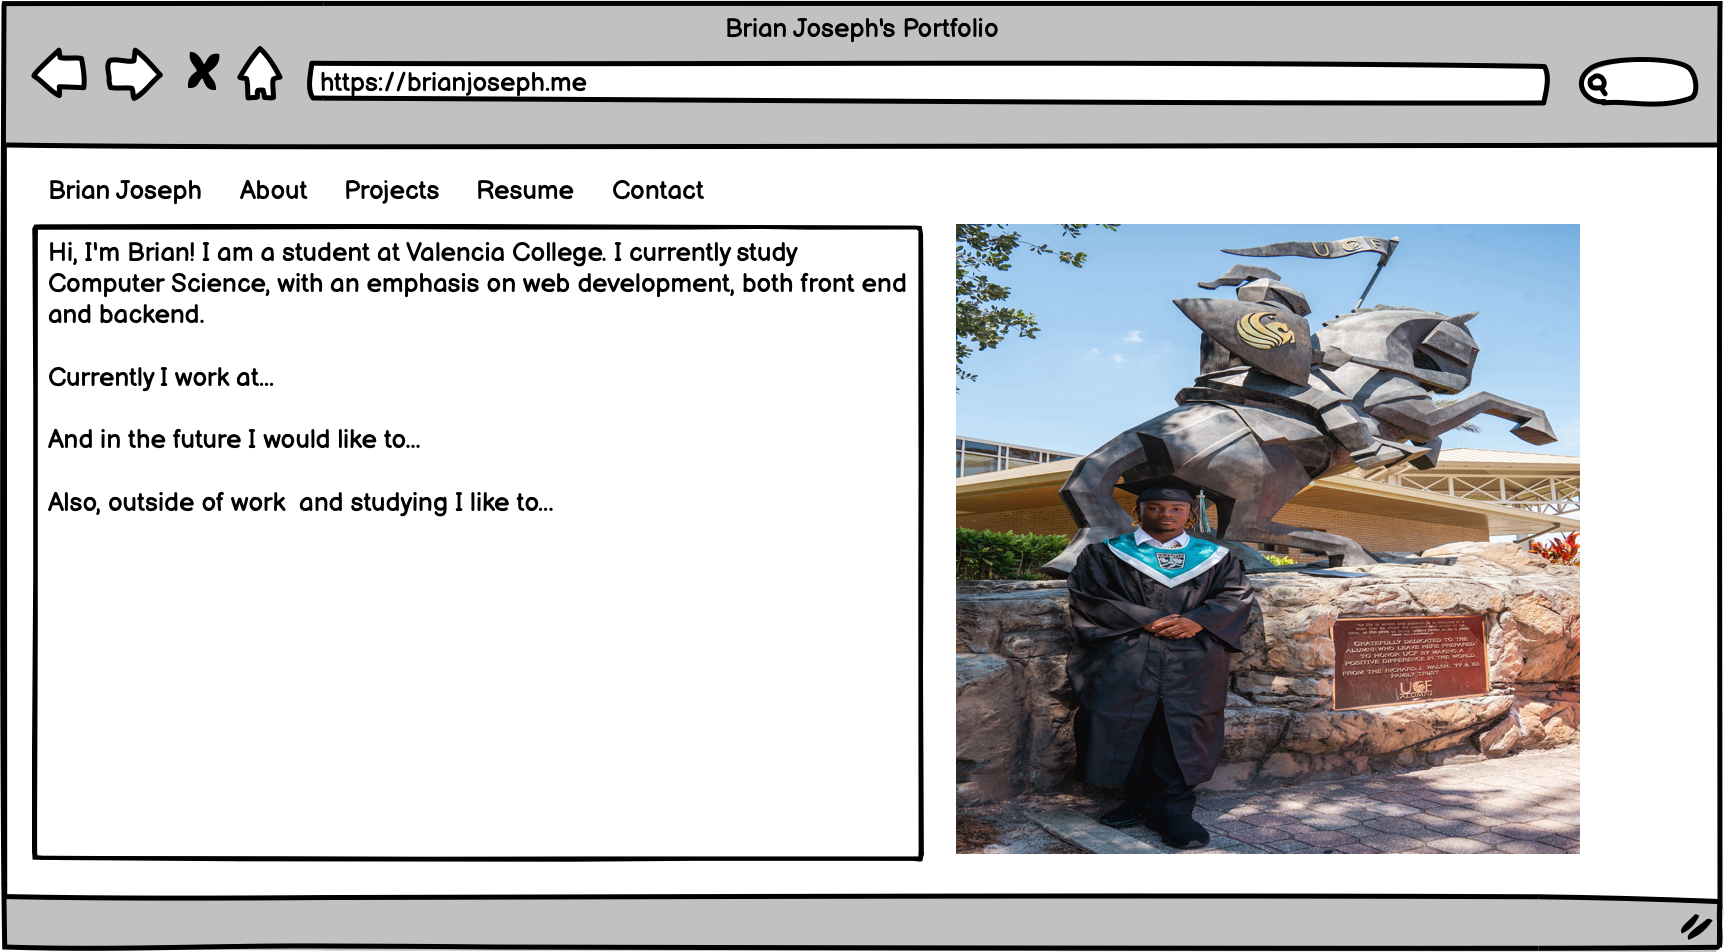 Brian Joseph's Portfolio
https://brianjoseph.me
Brian Joseph About Projects Resume Contact
Hi, I'm Brian! I am a student at Valencia College. I currently study
Computer Science, with an emphasis on web development, both front end
and backend.
Currently I work at...
And in the future I would like to...
Also, outside of work  and studying I like to...
UCF
GRATEFULLY DEDICATED TO THE
ALUMNI WHO LEAVE HERE PREPARED
TO HONOR UCF BY MAKING A
POSITIVE DIFFERENCE IN THE WORLD.
FROM THE RICHARD J. WALSH, '77 & '83
FAMILY TRUST.
UCF
ALUMNI